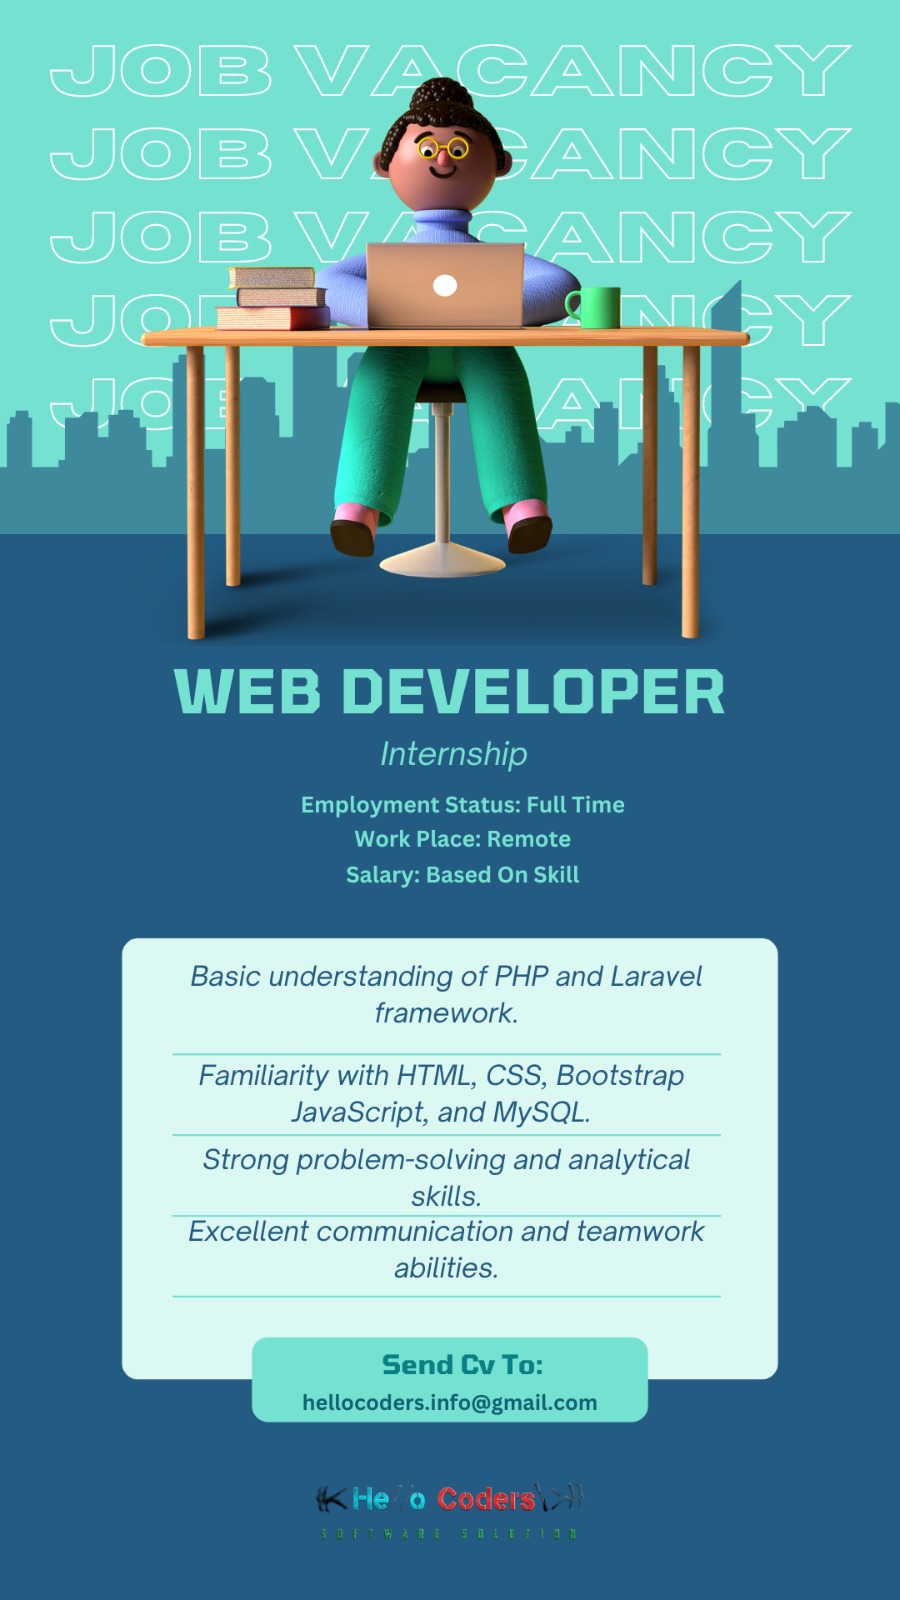 JOB VACANCY
JOB VACANCY
JOB VACANCY
JOB VACANCY
JOB VACANCY
WEB DEVELOPER
Internship
Employment Status: Full Time
Work Place: Remote
Salary: Based On Skill
Basic understanding of PHP and Laravel
framework.
Familiarity with HTML, CSS, Bootstrap
JavaScript, and MySQL.
Strong problem-solving and analytical
skills.
Excellent communication and teamwork
abilities.
Send Cv To:
hellocoders.info@gmail.com
Hello Coders
SOFTWARE SOLUTION